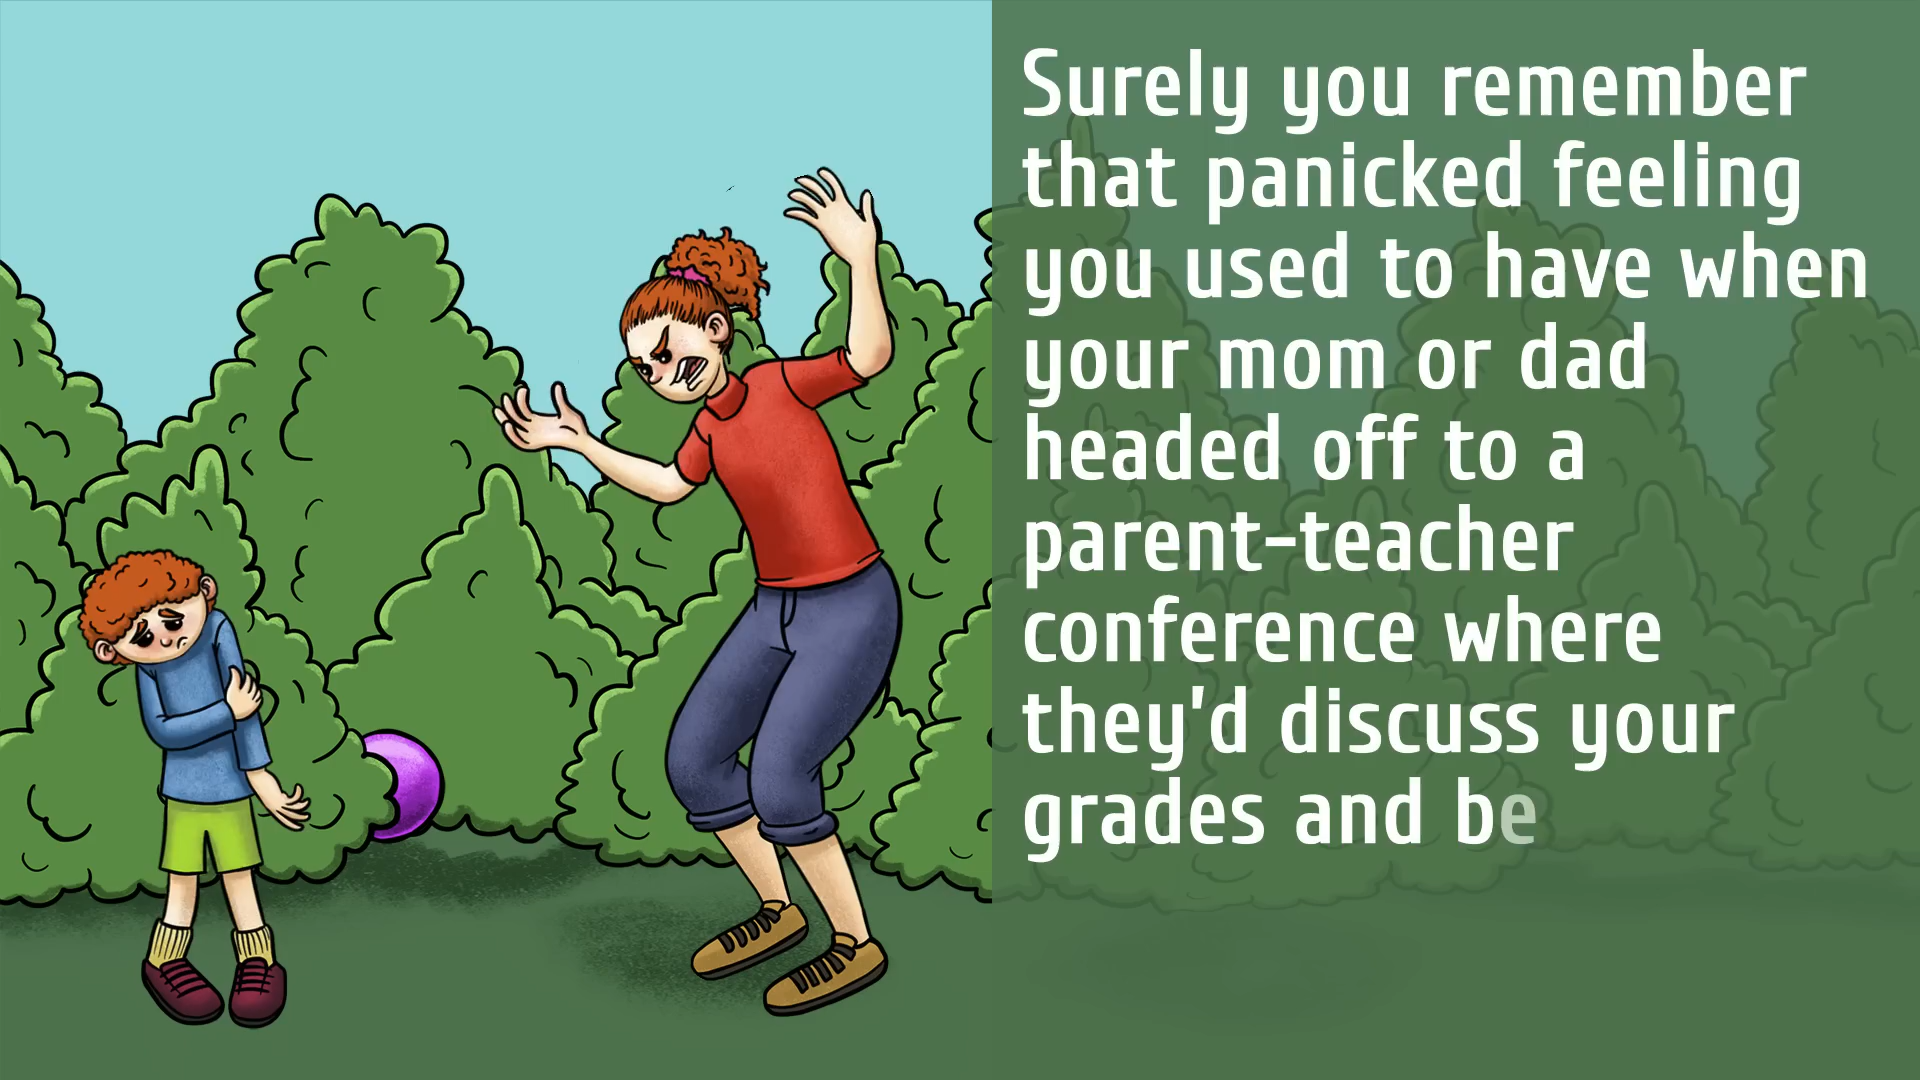 Surely you remember
that panicked feeling
you used to have when
your mom or dad
headed off to a
parent-teacher
conference where
they'd discuss your
grades and be